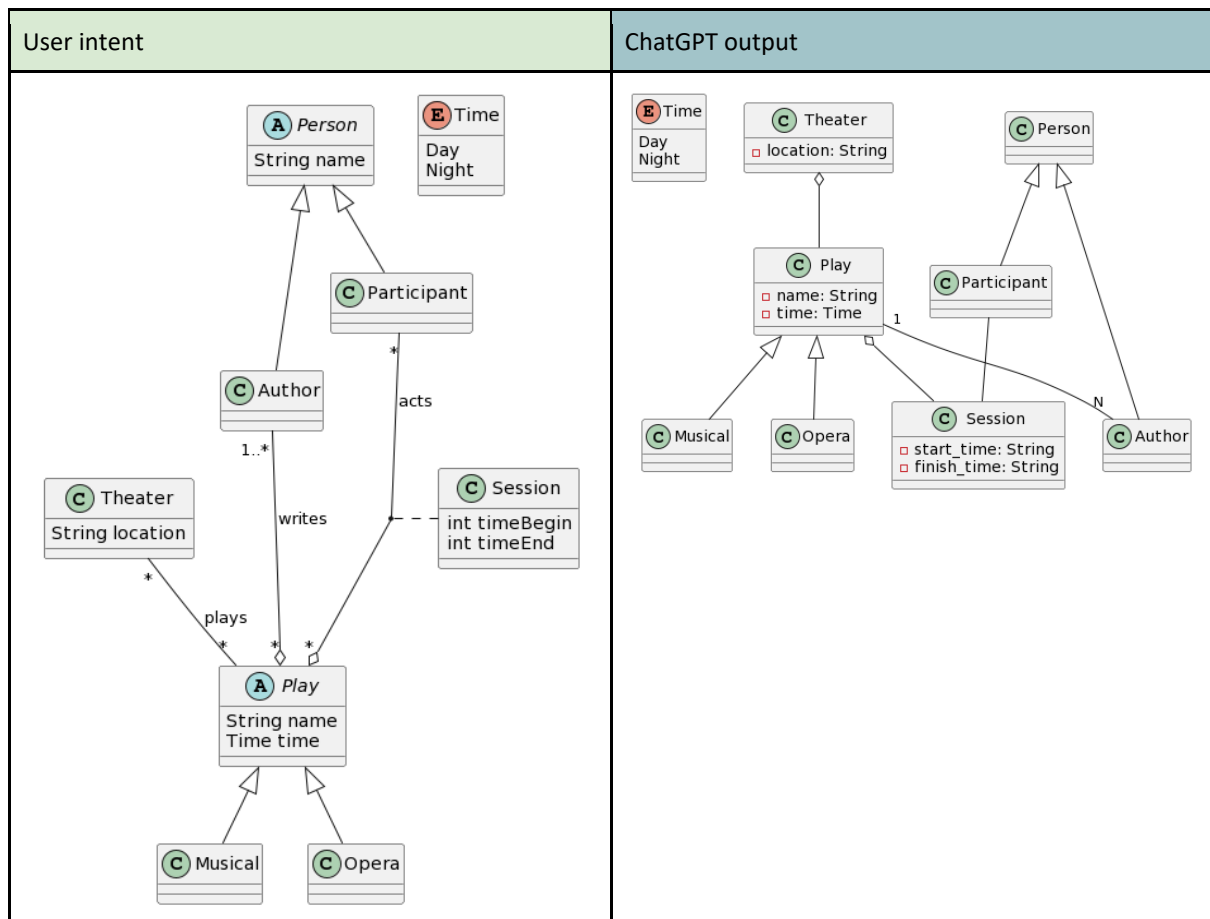 User intent
ChatGPT output
A Person
String name
E Time
Day
Night
C Participant
*
acts
C Author
1..*
writes
C Theater
String location
*
plays
*
*
*
C Session
int timeBegin
int timeEnd
A Play
String name
Time time
C Musical
C Opera
E Time
Day
Night
C Theater
location: String
C Person
C Play
name: String
time: Time
1
C Participant
N
C Musical
C Opera
C Session
start_time: String
finish_time: String
C Author